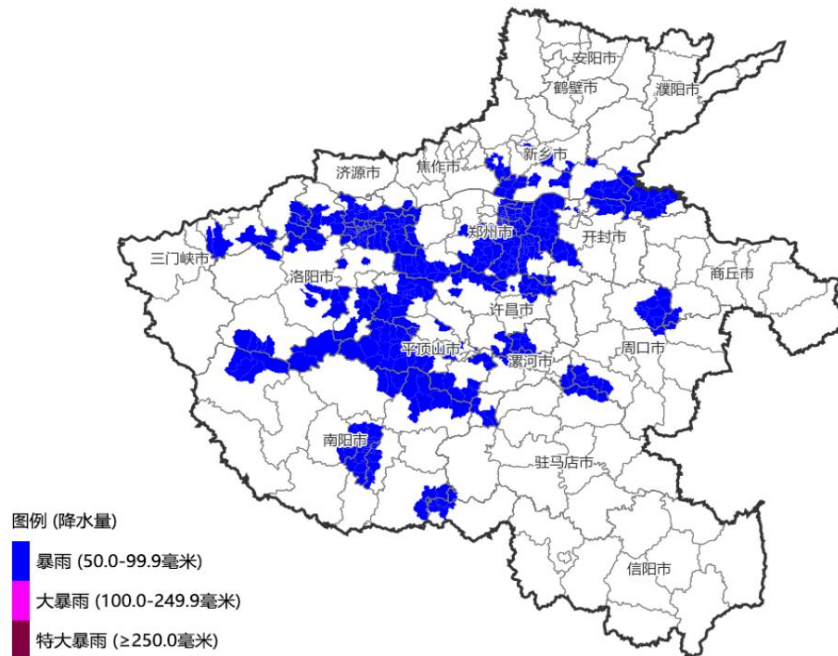 安阳市
鹤壁市
濮阳市
新乡市
焦作市
济源市
郑州市
开封市
三门峡市
洛阳市
商丘市
许昌市
平顶山市
漯河市
周口市
南阳市
驻马店市
信阳市
图例 (降水量)
暴雨 (50.0-99.9毫米)
大暴雨 (100.0-249.9毫米)
特大暴雨 (≥250.0毫米)